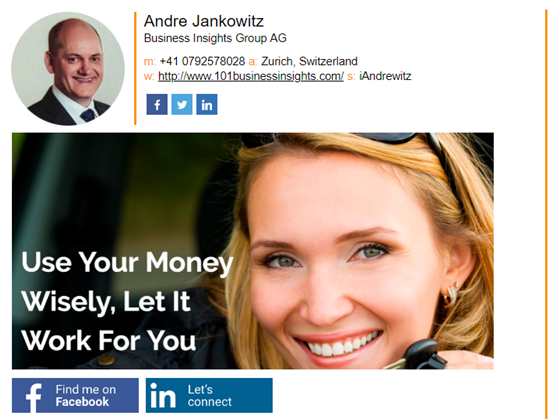 Andre Jankowitz
Business Insights Group AG
m: +41 0792578028 a: Zurich, Switzerland
w: http://www.101businessinsights.com/ s: iAndrewitz
f in
Use Your Money
Wisely, Let It
Work For You
f Find me on
Facebook
in Let's
connect